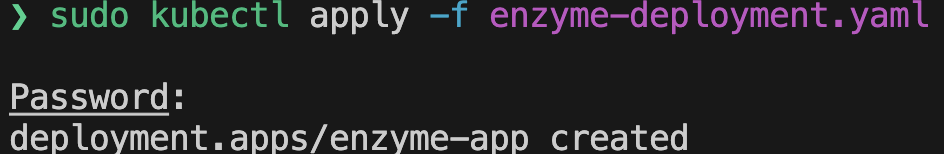 ❯ sudo kubectl apply -f enzyme-deployment.yaml
Password:
deployment.apps/enzyme-app created